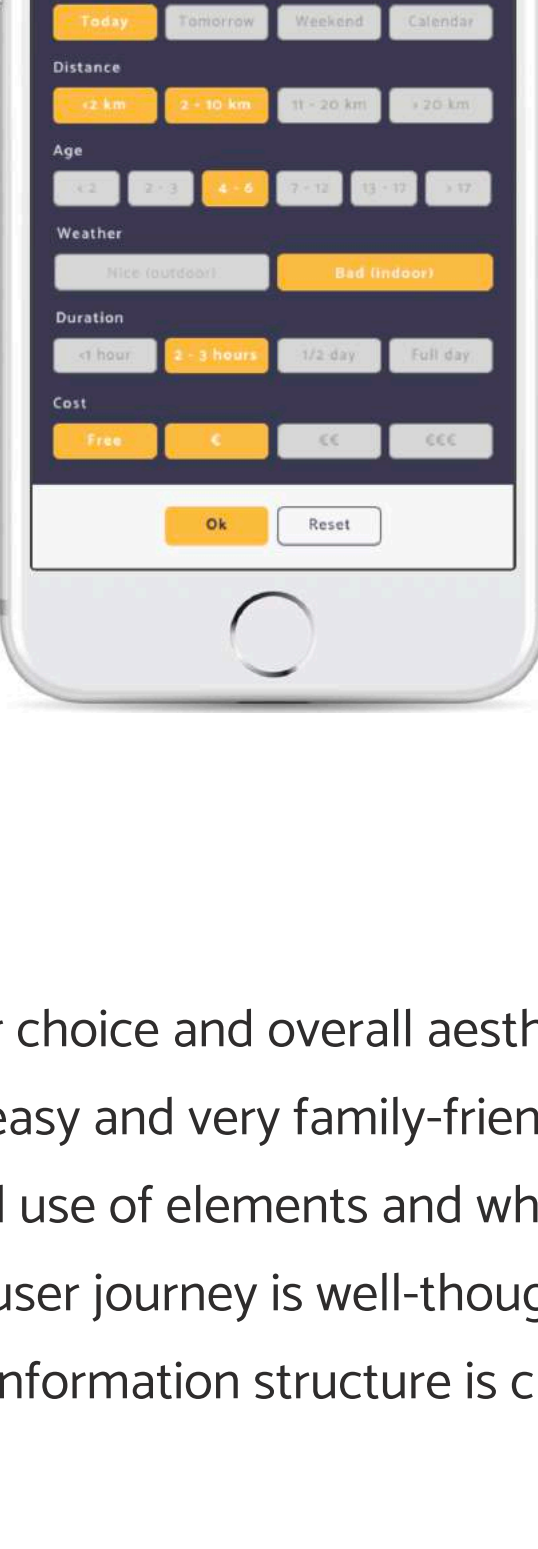 Today Tomorrow Weekend Calendar
Distance
<2 km 2 - 10 km 11 - 20 km > 20 km
Age
< 2 2 - 3 4 - 6 7 - 12 13 - 17 > 17
Weather
Nice (outdoor) Bad (indoor)
Duration
<1 hour 2 - 3 hours 1/2 day Full day
Cost
Free € €€ €€€
Ok Reset
r choice and overall aesth
easy and very family-frien
l use of elements and wh
user journey is well-thoug
nformation structure is c